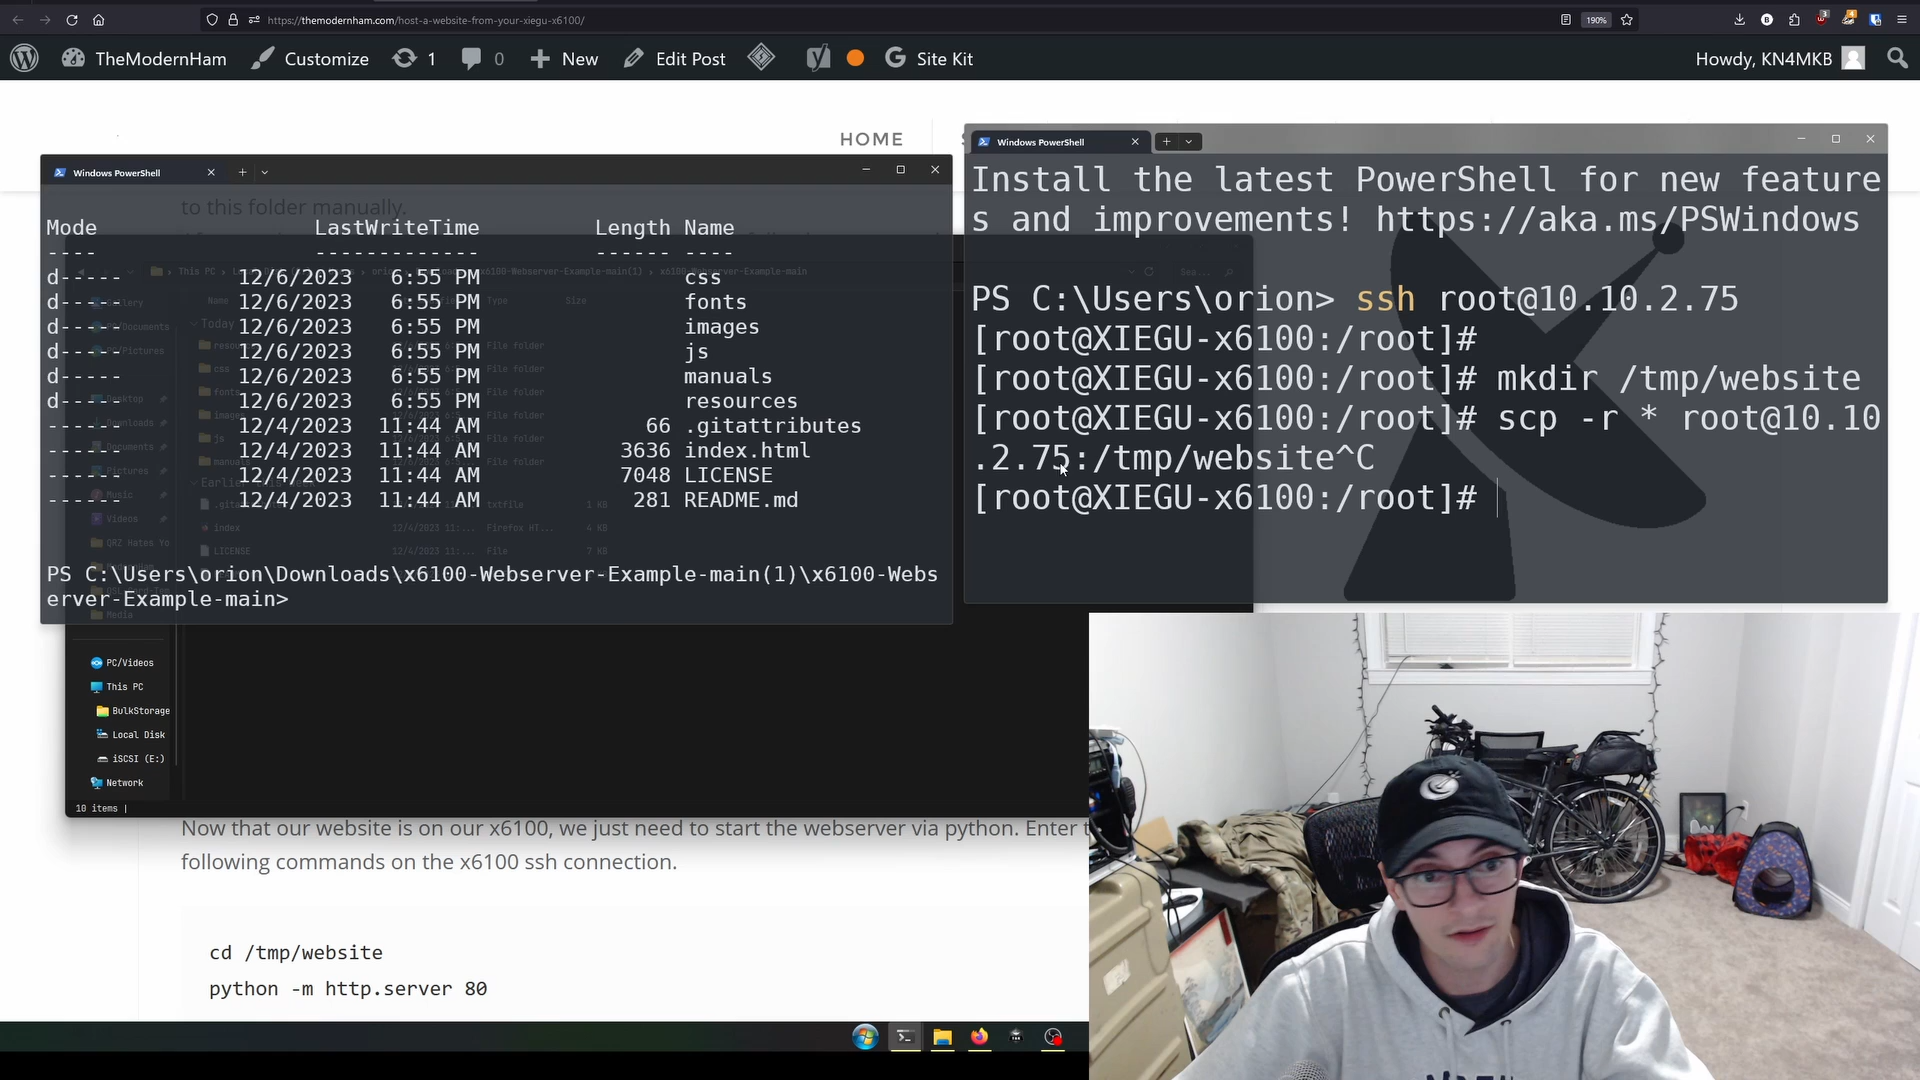 https://themodernham.com/host-a-website-from-your-xiegu-x6100/
190%
TheModernHam
Customize
1
0
New
Edit Post
Site Kit
Howdy, KN4MKB
HOME
Windows PowerShell
to this folder manually.
Mode LastWriteTime Length Name
---- ------------- ------ ----
d----- 12/6/2023 6:55 PM css
d----- 12/6/2023 6:55 PM fonts
d----- 12/6/2023 6:55 PM images
d----- 12/6/2023 6:55 PM js
d----- 12/6/2023 6:55 PM manuals
d----- 12/6/2023 6:55 PM resources
------ 12/4/2023 11:44 AM 66 .gitattributes
------ 12/4/2023 11:44 AM 3636 index.html
------ 12/4/2023 11:44 AM 7048 LICENSE
------ 12/4/2023 11:44 AM 281 README.md
PS C:\Users\orion\Downloads\x6100-Webserver-Example-main(1)\x6100-Webs
erver-Example-main>
Windows PowerShell
Install the latest PowerShell for new feature
s and improvements! https://aka.ms/PSWindows
PS C:\Users\orion> ssh root@10.10.2.75
[root@XIEGU-x6100:/root]#
[root@XIEGU-x6100:/root]# mkdir /tmp/website
[root@XIEGU-x6100:/root]# scp -r * root@10.10
.2.75:/tmp/website^C
[root@XIEGU-x6100:/root]#
PC/Videos
This PC
BulkStorage
Local Disk
iSCSI (E:)
Network
10 items
Now that our website is on our x6100, we just need to start the webserver via python. Enter t
following commands on the x6100 ssh connection.
cd /tmp/website
python -m http.server 80